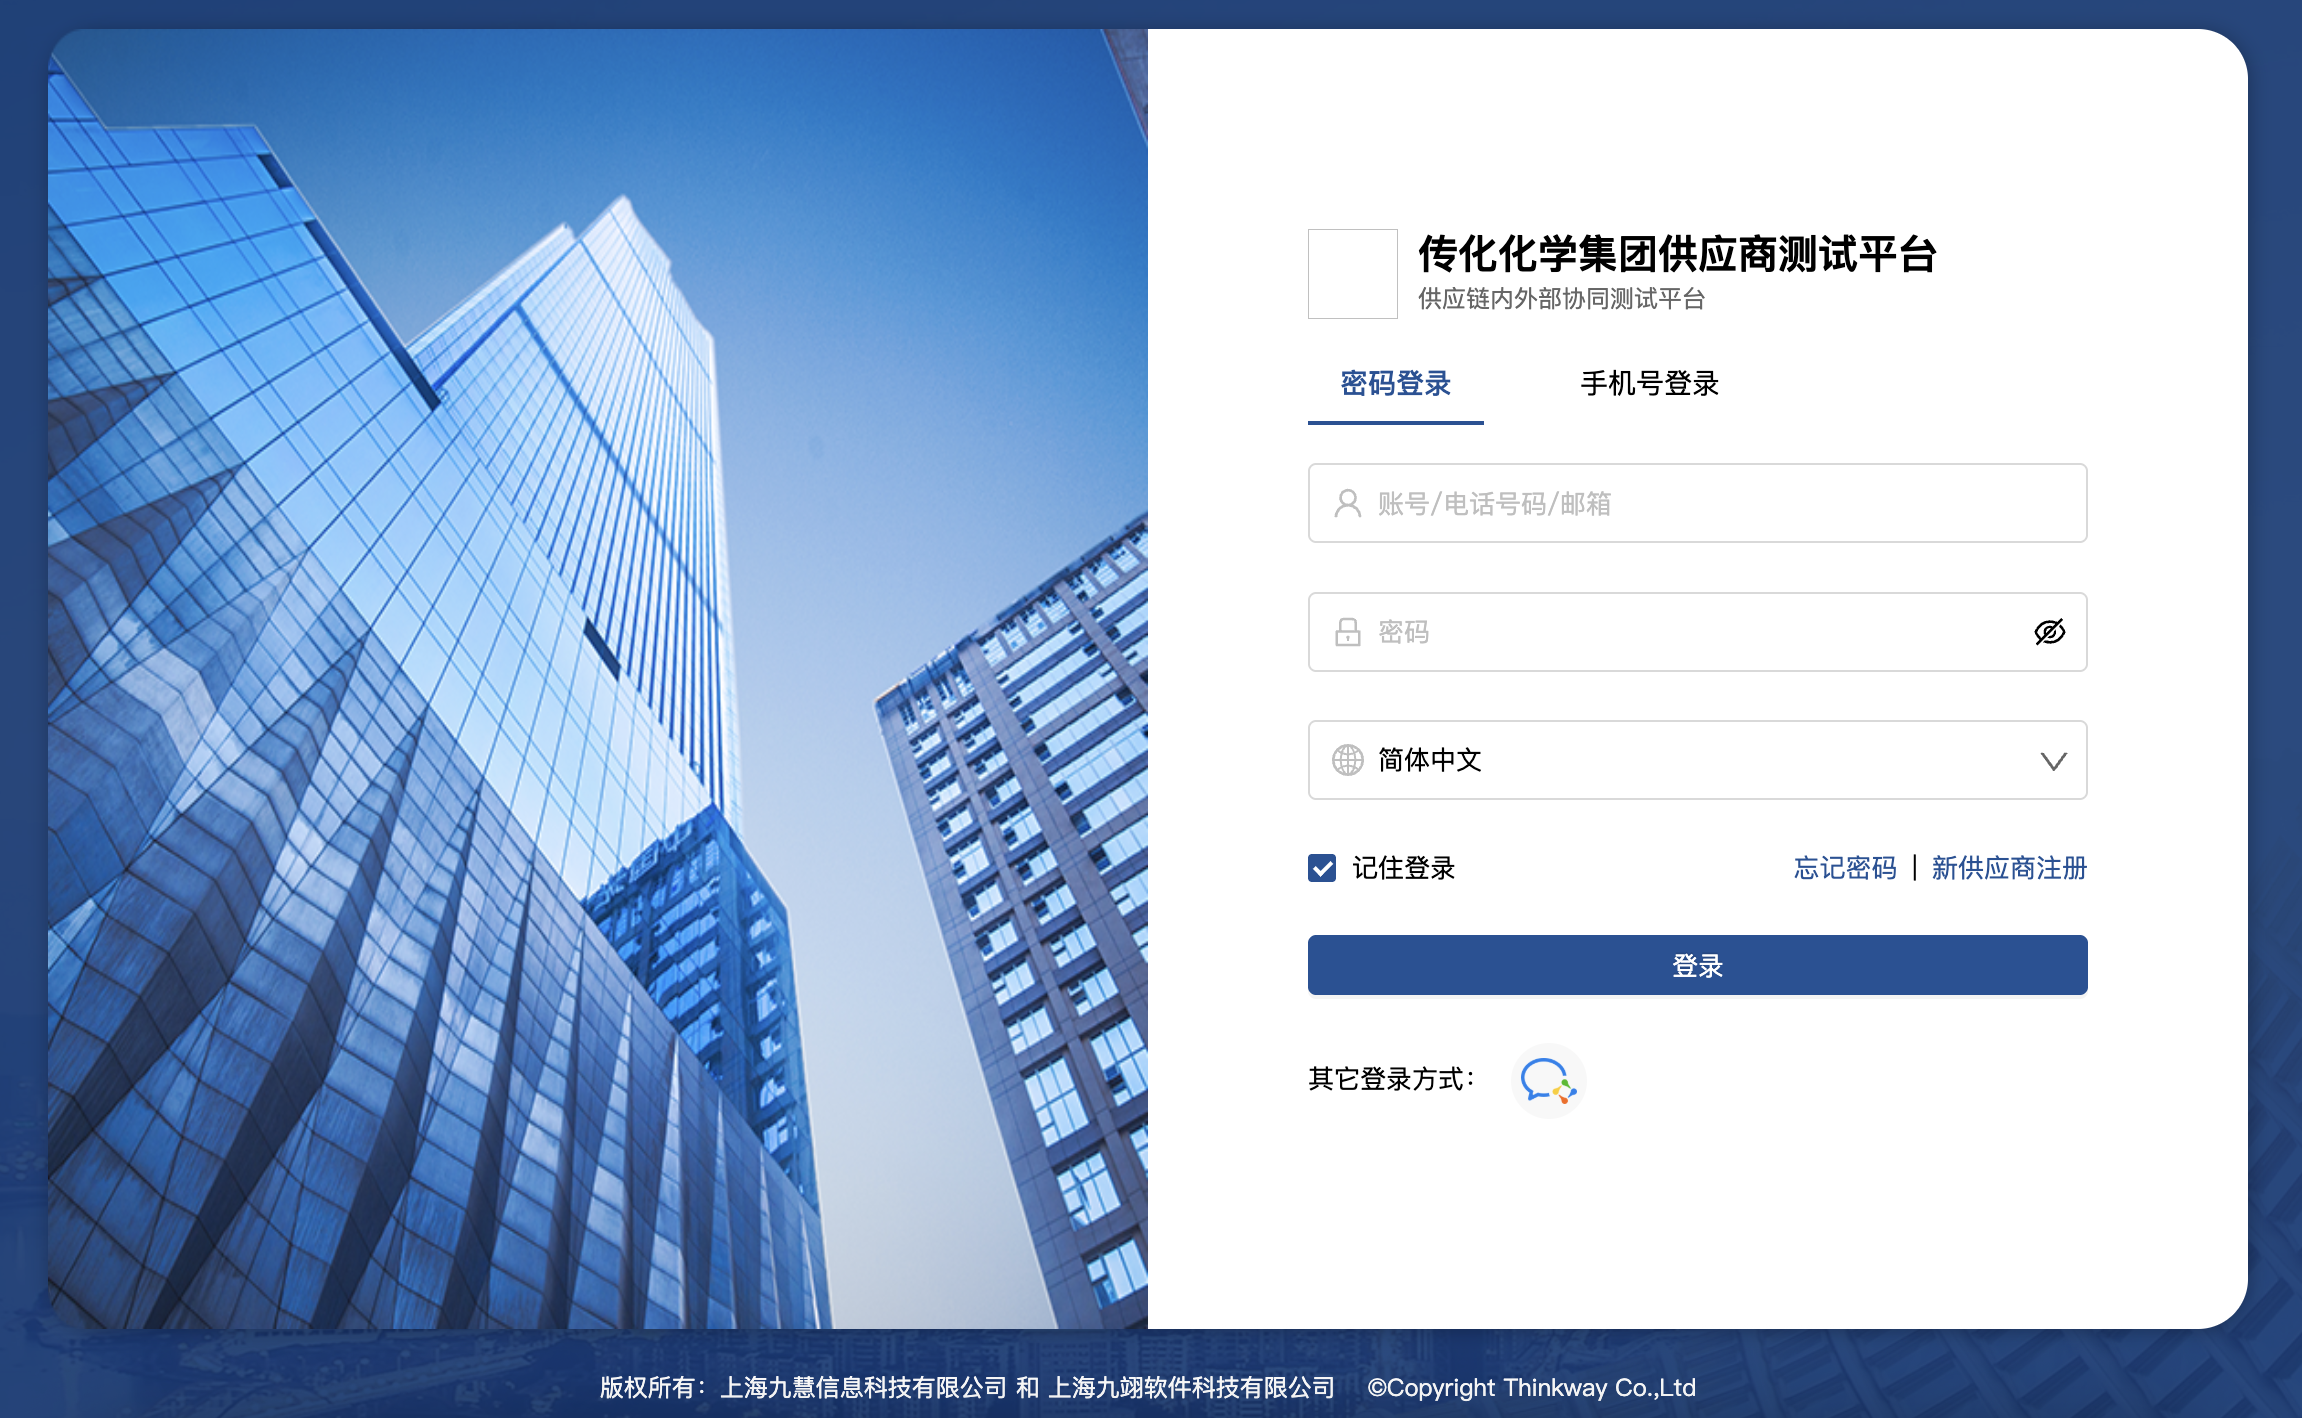 传化化学集团供应商测试平台
供应链内外部协同测试平台
密码登录 手机号登录
账号/电话号码/邮箱
密码
简体中文
记住登录 忘记密码 | 新供应商注册
登录
其它登录方式：
版权所有：上海九慧信息科技有限公司 和 上海九翊软件科技有限公司 ©Copyright Thinkway Co.,Ltd